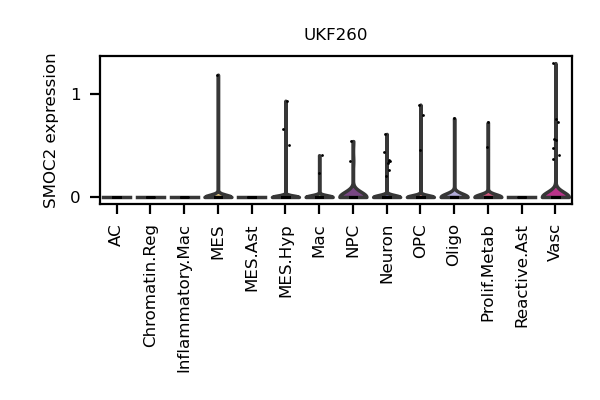 UKF260
SMOC2 expression
1
0
AC
Chromatin.Reg
Inflammatory.Mac
MES
MES.Ast
MES.Hyp
Mac
NPC
Neuron
OPC
Oligo
Prolif.Metab
Reactive.Ast
Vasc